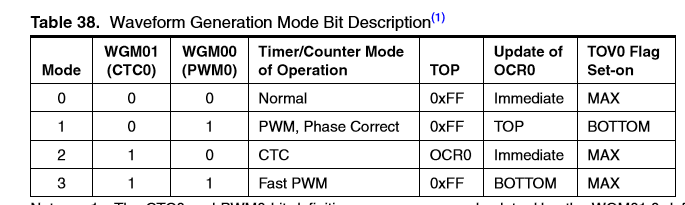 Table 38. Waveform Generation Mode Bit Description(1)
Mode WGM01 (CTC0) WGM00 (PWM0) Timer/Counter Mode of Operation TOP Update of OCR0 TOV0 Flag Set-on
0 0 0 Normal 0xFF Immediate MAX
1 0 1 PWM, Phase Correct 0xFF TOP BOTTOM
2 1 0 CTC OCR0 Immediate MAX
3 1 1 Fast PWM 0xFF BOTTOM MAX